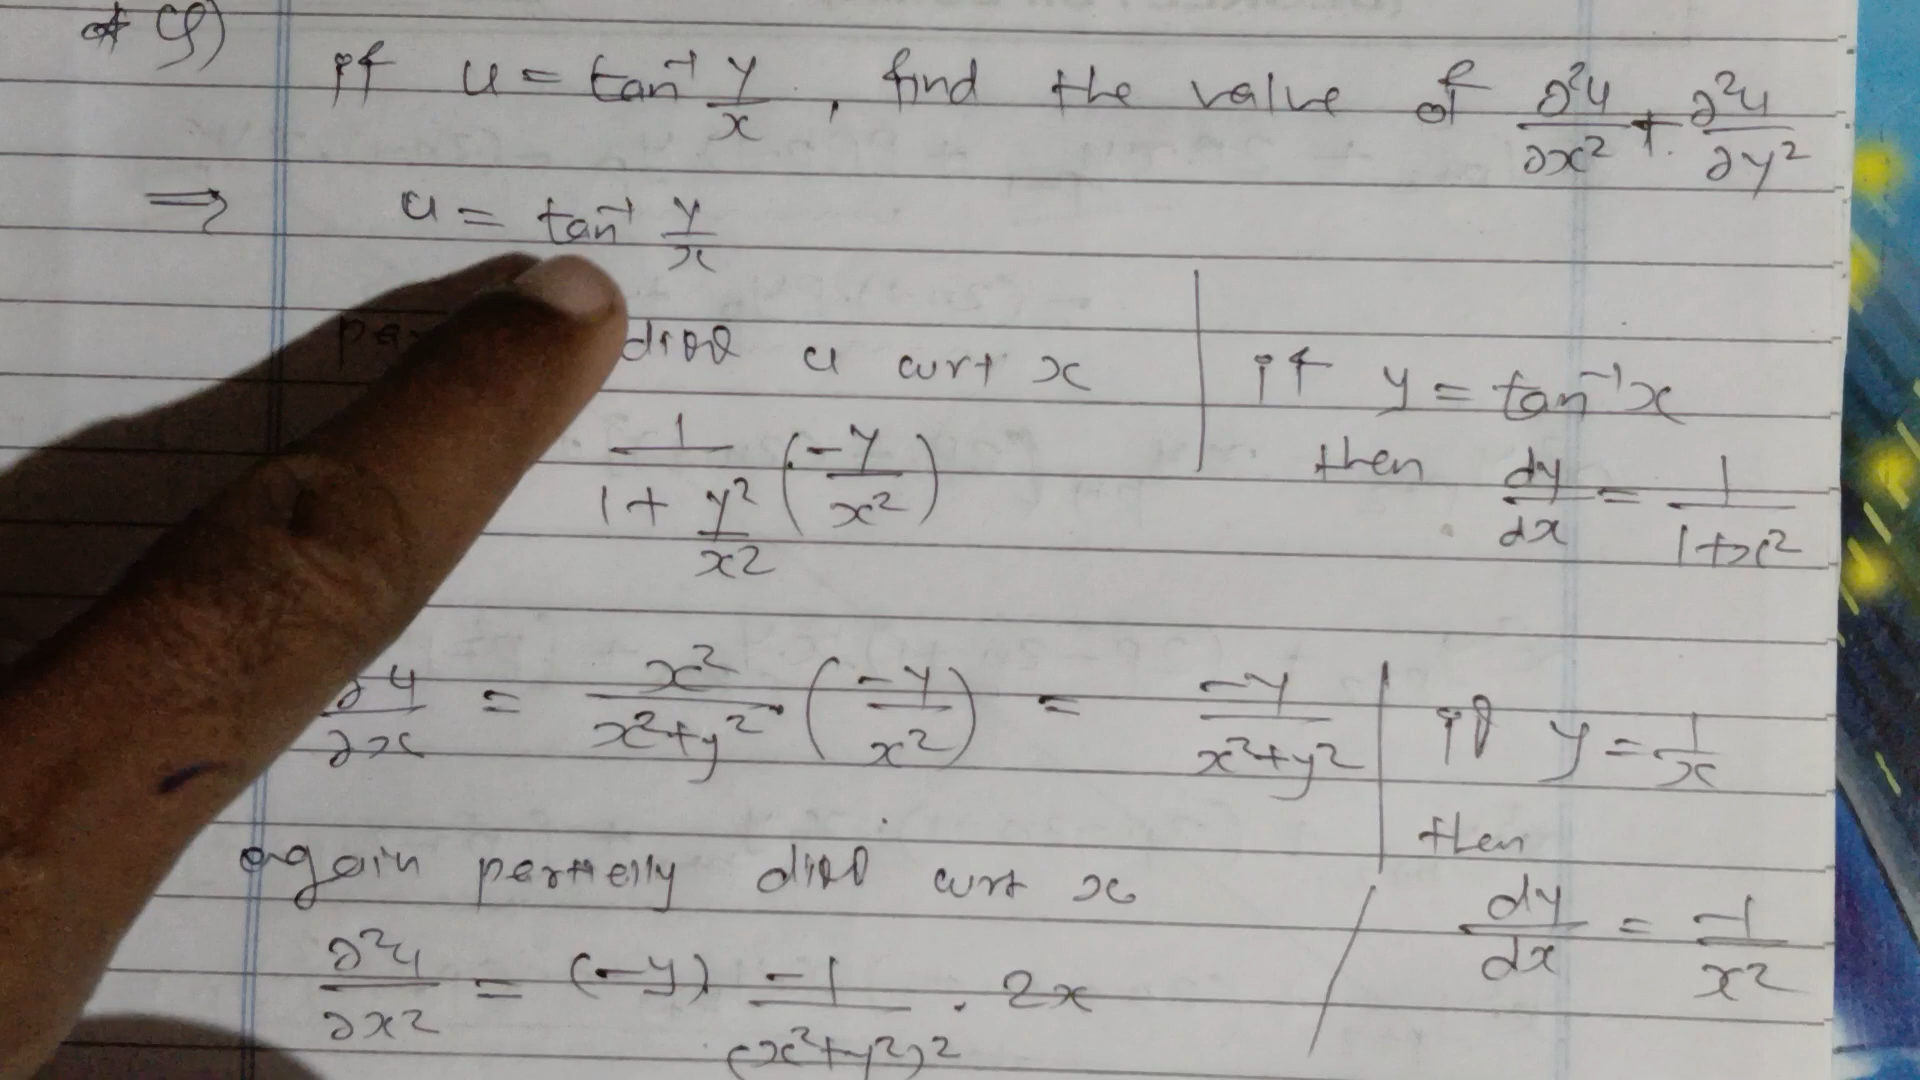 * Q) if u = tan⁻¹ y/x , find the value of ∂²u/∂x² + ∂²u/∂y²
⇒ u = tan⁻¹ y/x
diff u wrt x
1/(1 + y²/x²) (-y/x²)
if y = tan⁻¹x
then dy/dx = 1/(1+x²)
∂u/∂x = x²/(x²+y²) · (-y/x²) = -y/(x²+y²)
if y = 1/x
then
dy/dx = -1/x²
again partially diff wrt x
∂²u/∂x² = (-y) -1/(x²+y²)² · 2x